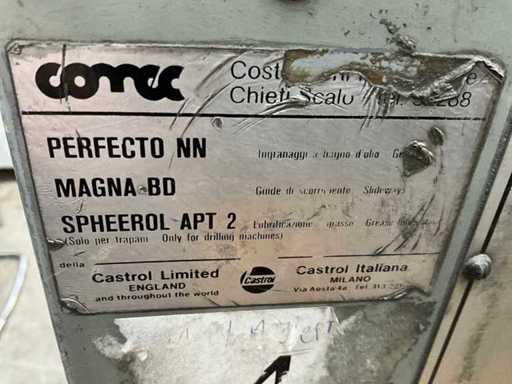 comec
Chieti Scalo
PERFECTO NN Ingranaggi a bagno d'olio
MAGNA BD Guide di scorrimento Slideways
SPHEEROL APT 2 Lubrificazione grasso Grease
(Solo per trapani Only for drilling machines)
della
Castrol Limited
ENGLAND
and throughout the world
Castrol
Castrol Italiana
MILANO
Via Aosta 4a Tel.